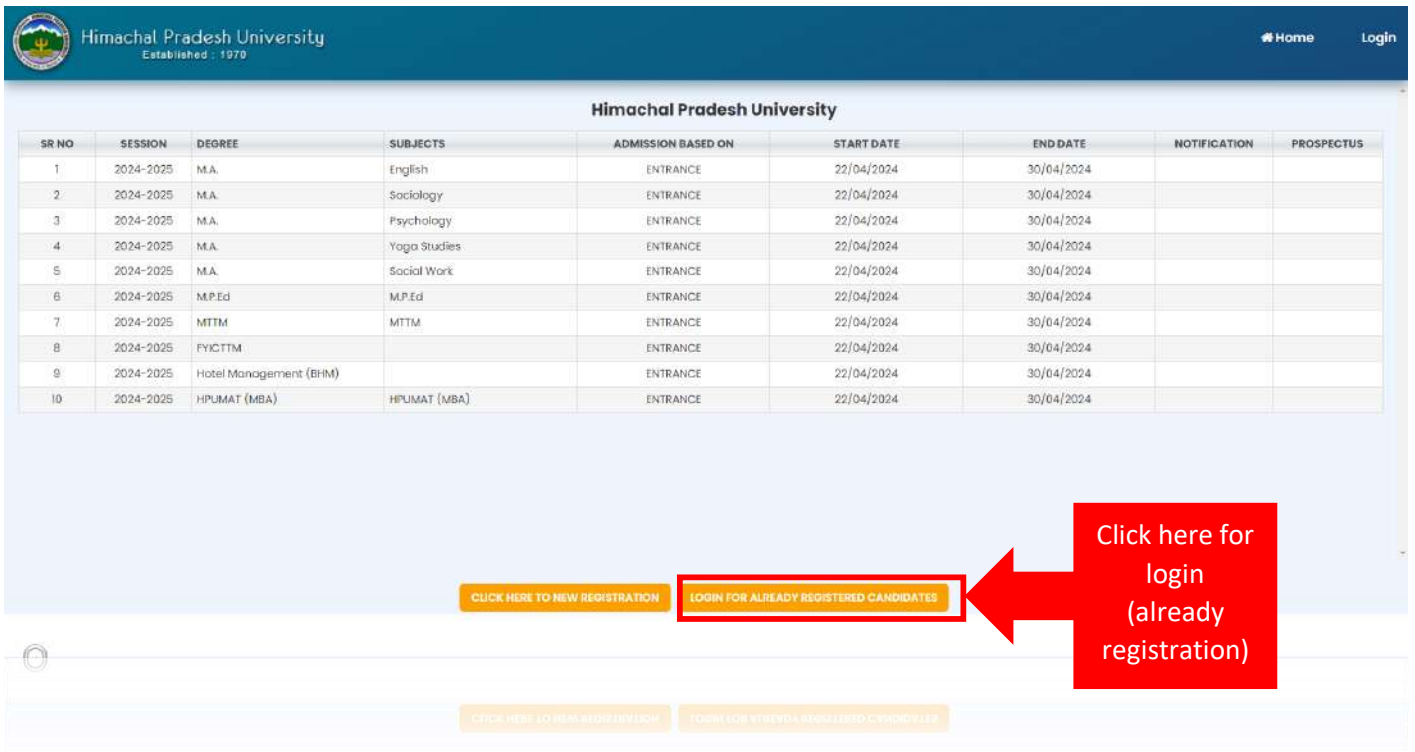 Himachal Pradesh University
Established : 1970
Home Login
Himachal Pradesh University
SR NO SESSION DEGREE SUBJECTS ADMISSION BASED ON START DATE END DATE NOTIFICATION PROSPECTUS
1 2024-2025 M.A. English ENTRANCE 22/04/2024 30/04/2024
2 2024-2025 M.A. Sociology ENTRANCE 22/04/2024 30/04/2024
3 2024-2025 M.A. Psychology ENTRANCE 22/04/2024 30/04/2024
4 2024-2025 M.A. Yoga Studies ENTRANCE 22/04/2024 30/04/2024
5 2024-2025 M.A. Social Work ENTRANCE 22/04/2024 30/04/2024
6 2024-2025 M.P.Ed M.P.Ed ENTRANCE 22/04/2024 30/04/2024
7 2024-2025 MTTM MTTM ENTRANCE 22/04/2024 30/04/2024
8 2024-2025 FYICTTM ENTRANCE 22/04/2024 30/04/2024
9 2024-2025 Hotel Management (BHM) ENTRANCE 22/04/2024 30/04/2024
10 2024-2025 HPUMAT (MBA) HPUMAT (MBA) ENTRANCE 22/04/2024 30/04/2024
CLICK HERE TO NEW REGISTRATION LOGIN FOR ALREADY REGISTERED CANDIDATES
Click here for
login
(already
registration)